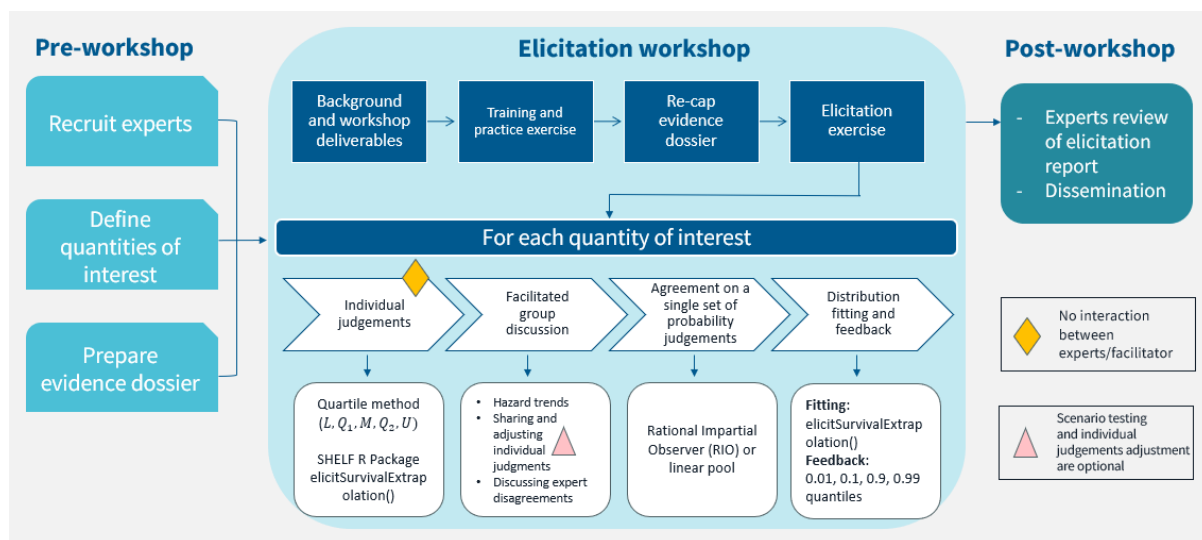 Pre-workshop
Recruit experts
Define
quantities of
interest
Prepare
evidence dossier
Elicitation workshop
Background
and workshop
deliverables
Training and
practice exercise
Re-cap
evidence
dossier
Elicitation
exercise
For each quantity of interest
Individual
judgements
Facilitated
group
discussion
Agreement on a
single set of
probability
judgements
Distribution
fitting and
feedback
Quartile method
(L, Q₁, M, Q₂, U)
SHELF R Package
elicitSurvivalExtrap
olation()
• Hazard trends
• Sharing and
adjusting
individual
judgments
• Discussing expert
disagreements
Rational Impartial
Observer (RIO) or
linear pool
Fitting:
elicitSurvivalExtrap
olation()
Feedback:
0.01, 0.1, 0.9, 0.99
quantiles
Post-workshop
- Experts review
of elicitation
report
- Dissemination
No interaction
between
experts/facilitator
Scenario testing
and individual
judgements adjustment
are optional